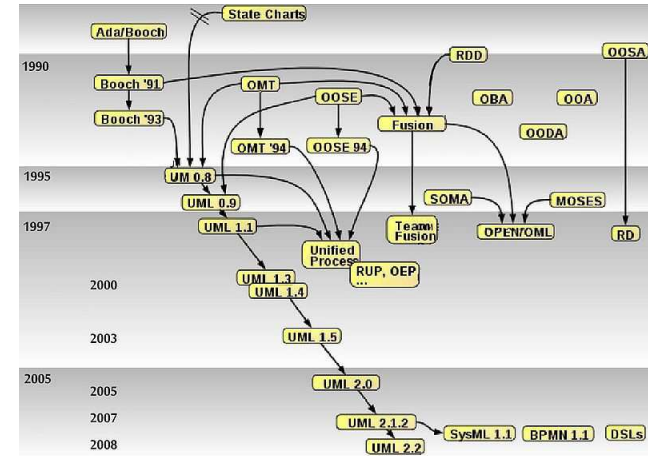 State Charts
Ada/Booch
OOSA
RDD
1990
Booch '91
OMT
OOSE
OBA
OOA
Booch '93
Fusion
OODA
OMT '94
OOSE 94
1995
UM 0.8
SOMA
MOSES
UML 0.9
1997
UML 1.1
Team
Fusion
OPEN/OML
RD
Unified
Process
RUP, OEP
...
UML 1.3
2000
UML 1.4
2003
UML 1.5
2005
UML 2.0
2005
2007
UML 2.1.2
SysML 1.1
BPMN 1.1
DSLs
2008
UML 2.2